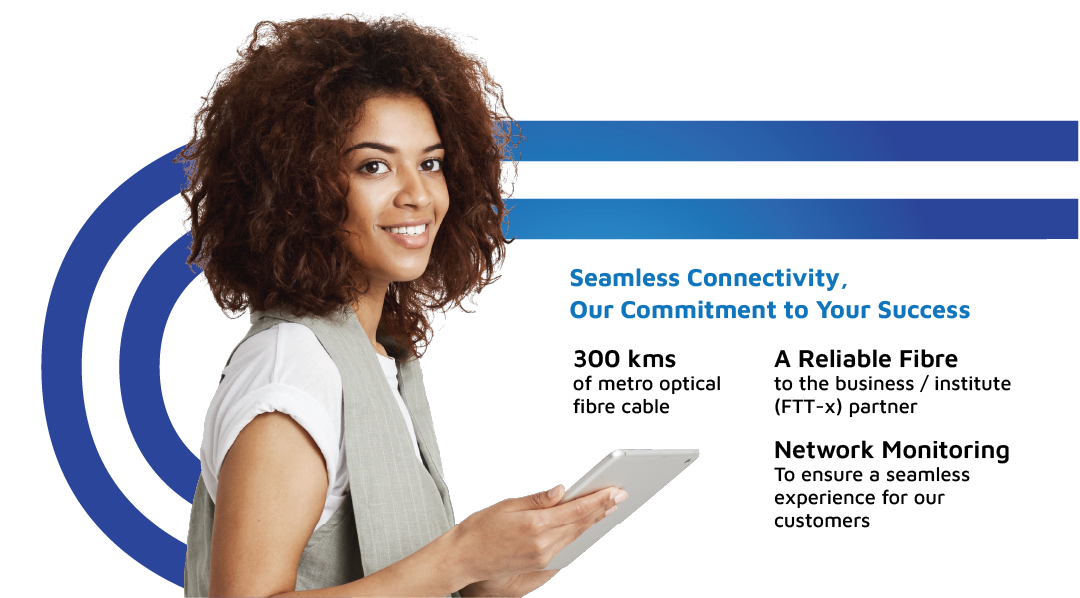 Seamless Connectivity,
Our Commitment to Your Success
300 kms
of metro optical
fibre cable
A Reliable Fibre
to the business / institute
(FTT-x) partner
Network Monitoring
To ensure a seamless
experience for our
customers